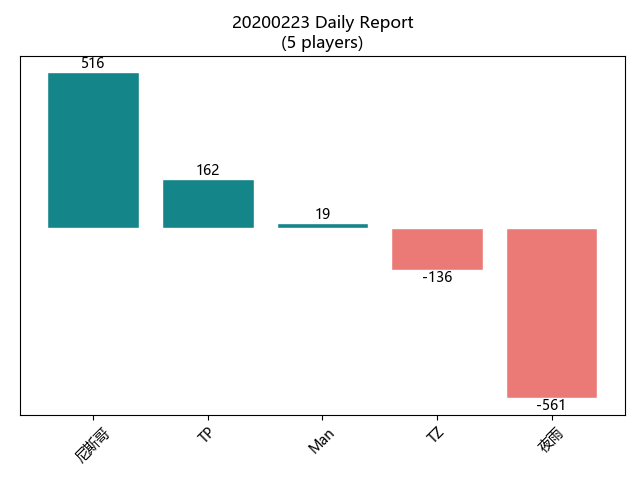 20200223 Daily Report
(5 players)
516
162
19
-136
-561
尼斯哥
TP
Man
TZ
夜雨